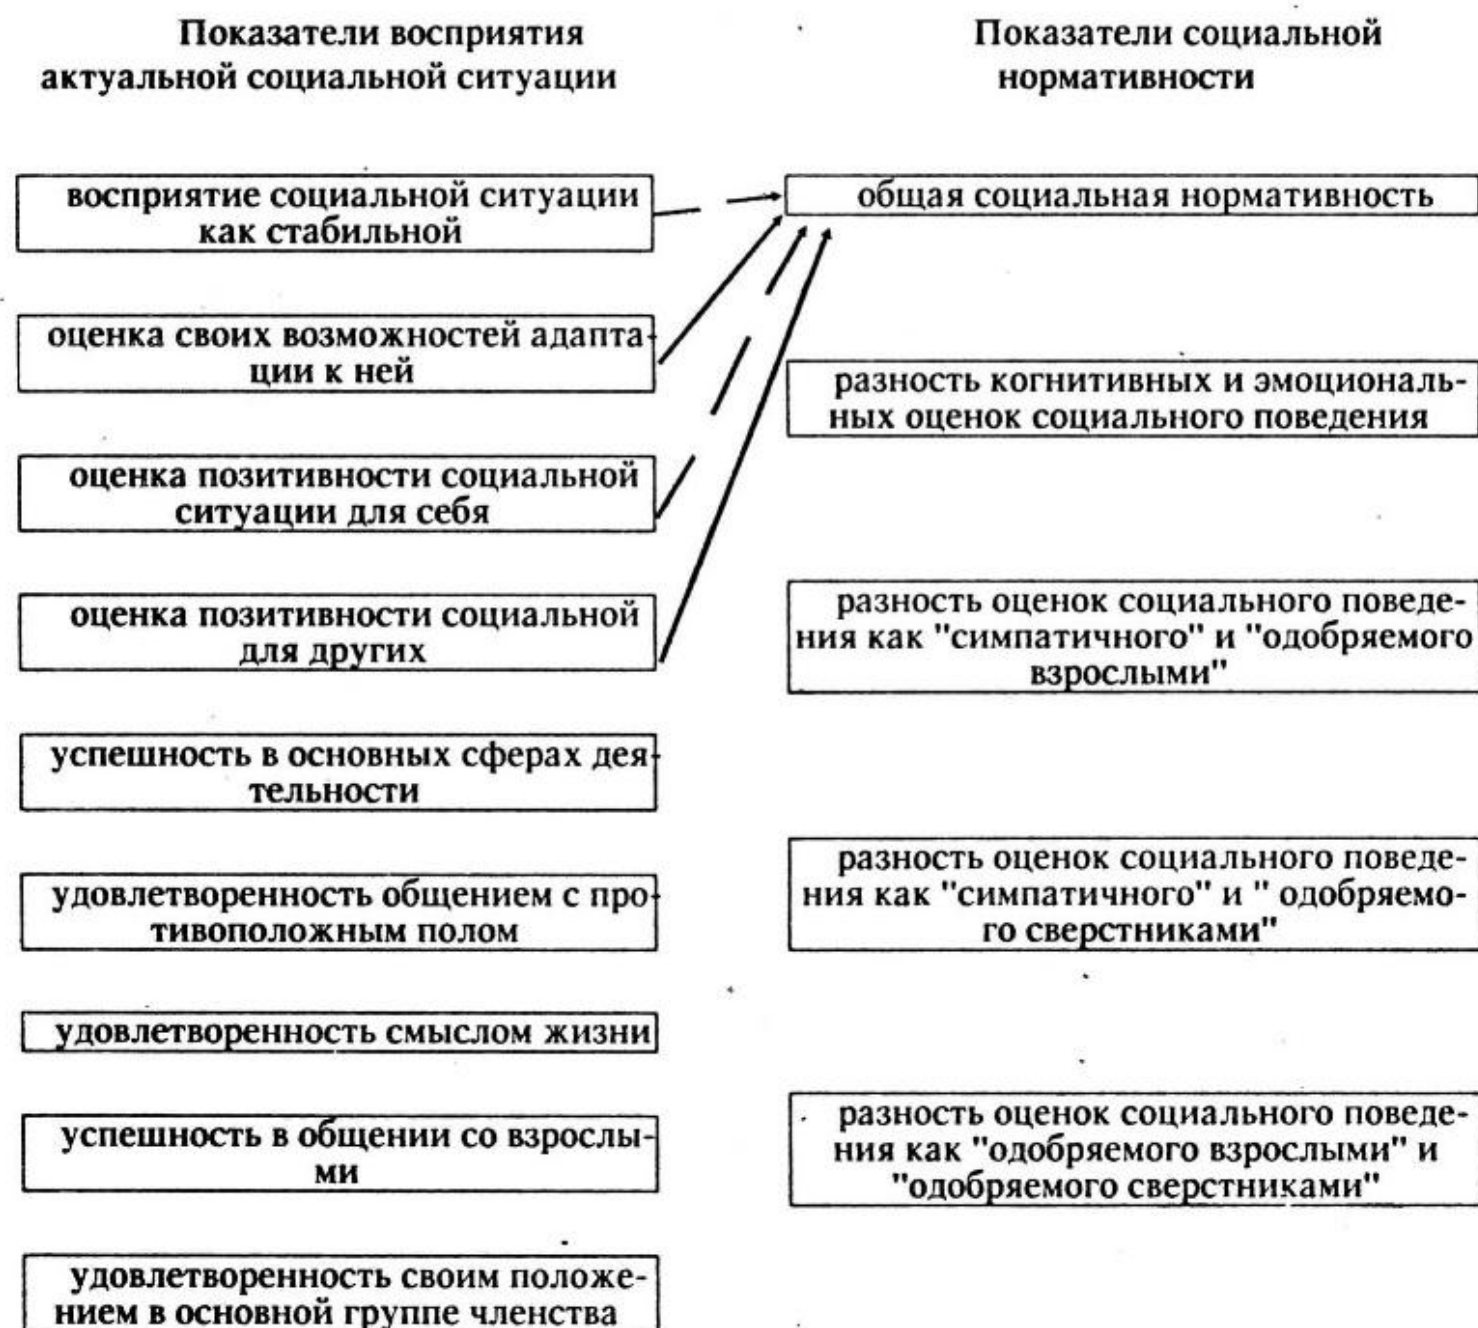 Показатели восприятия
актуальной социальной ситуации
восприятие социальной ситуации
как стабильной
оценка своих возможностей адапта-
ции к ней
оценка позитивности социальной
ситуации для себя
оценка позитивности социальной
для других
успешность в основных сферах дея-
тельности
удовлетворенность общением с про-
тивоположным полом
удовлетворенность смыслом жизни
успешность в общении со взрослы-
ми
удовлетворенность своим положе-
нием в основной группе членства
Показатели социальной
нормативности
общая социальная нормативность
разность когнитивных и эмоциональ-
ных оценок социального поведения
разность оценок социального поведе-
ния как "симпатичного" и "одобряемого
взрослыми"
разность оценок социального поведе-
ния как "симпатичного" и " одобряемо-
го сверстниками"
разность оценок социального поведе-
ния как "одобряемого взрослыми" и
"одобряемого сверстниками"